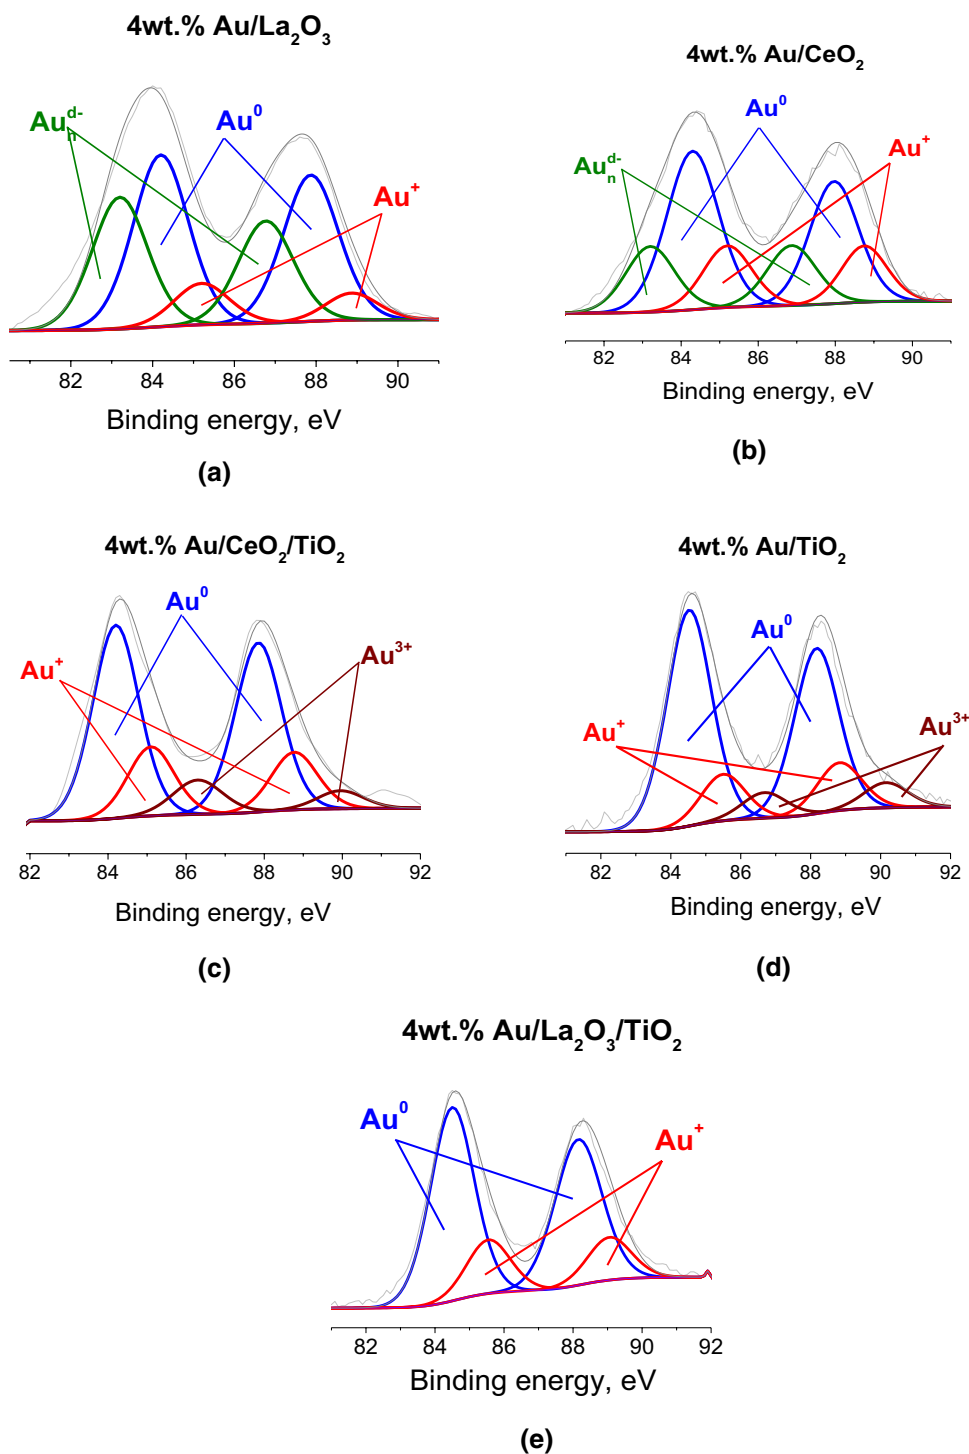 4wt.% Au/La₂O₃
Auₙᵈ⁻
Au⁰
Au⁺
82 84 86 88 90
Binding energy, eV
(a)
4wt.% Au/CeO₂
Au⁰
Au⁺
Auₙᵈ⁻
82 84 86 88 90
Binding energy, eV
(b)
4wt.% Au/CeO₂/TiO₂
Au⁰
Au³⁺
Au⁺
82 84 86 88 90 92
Binding energy, eV
(c)
4wt.% Au/TiO₂
Au⁰
Au⁺
Au³⁺
82 84 86 88 90 92
Binding energy, eV
(d)
4wt.% Au/La₂O₃/TiO₂
Au⁰
Au⁺
82 84 86 88 90 92
Binding energy, eV
(e)